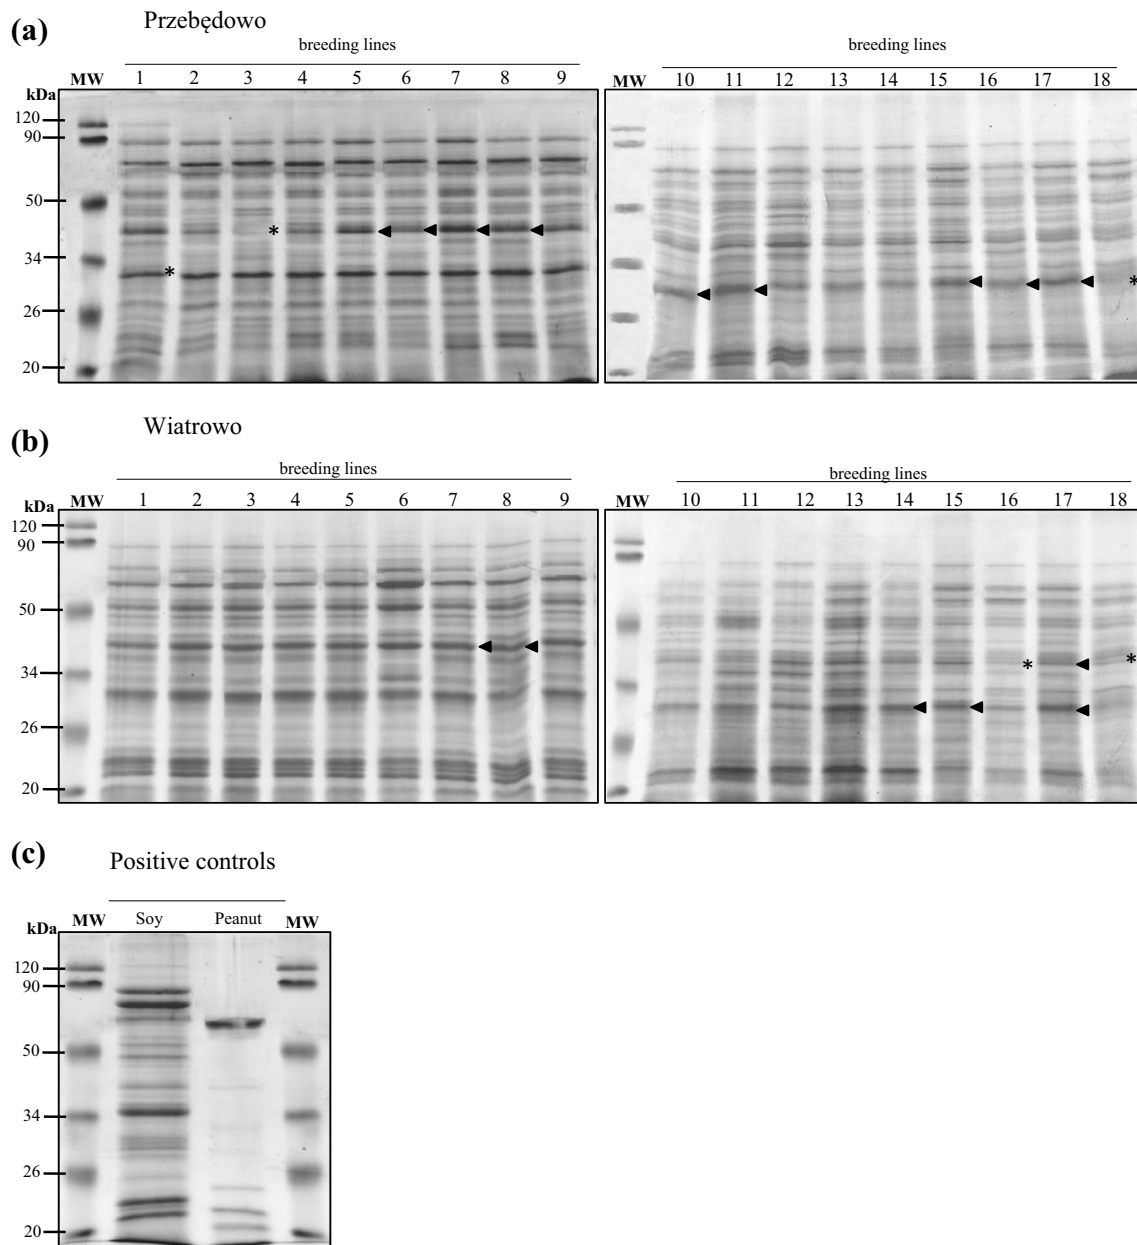 (a) Przebędowo
breeding lines
breeding lines
MW 1 2 3 4 5 6 7 8 9
MW 10 11 12 13 14 15 16 17 18
kDa
120
90
50
34
26
20
*
*
*
(b) Wiatrowo
breeding lines
breeding lines
MW 1 2 3 4 5 6 7 8 9
MW 10 11 12 13 14 15 16 17 18
kDa
120
90
50
34
26
20
*
*
(c) Positive controls
MW Soy Peanut MW
kDa
120
90
50
34
26
20